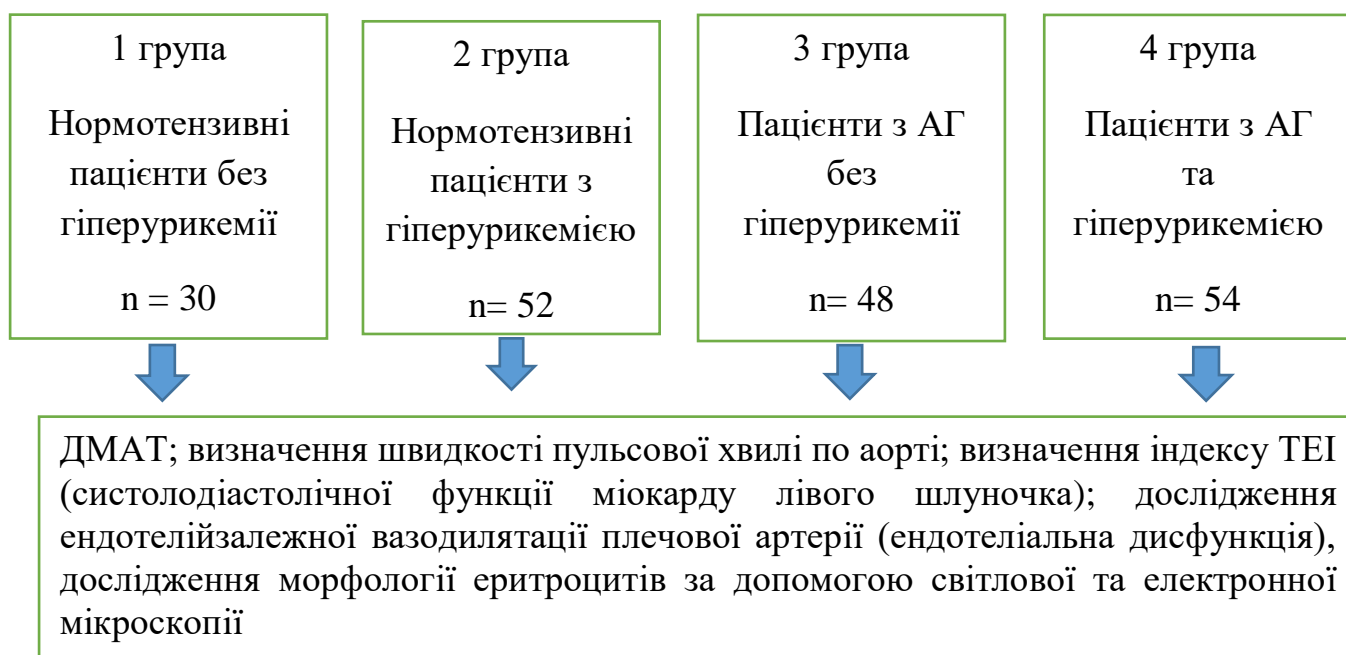 1 група
Нормотензивні
пацієнти без
гіперурикемії
n = 30
2 група
Нормотензивні
пацієнти з
гіперурикемією
n= 52
3 група
Пацієнти з АГ
без
гіперурикемії
n= 48
4 група
Пацієнти з АГ
та
гіперурикемією
n= 54
ДМАТ; визначення швидкості пульсової хвилі по аорті; визначення індексу ТЕІ
(систолодіастолічної функції міокарду лівого шлуночка); дослідження
ендотелійзалежної вазодилятації плечової артерії (ендотеліальна дисфункція),
дослідження морфології еритроцитів за допомогою світлової та електронної
мікроскопії